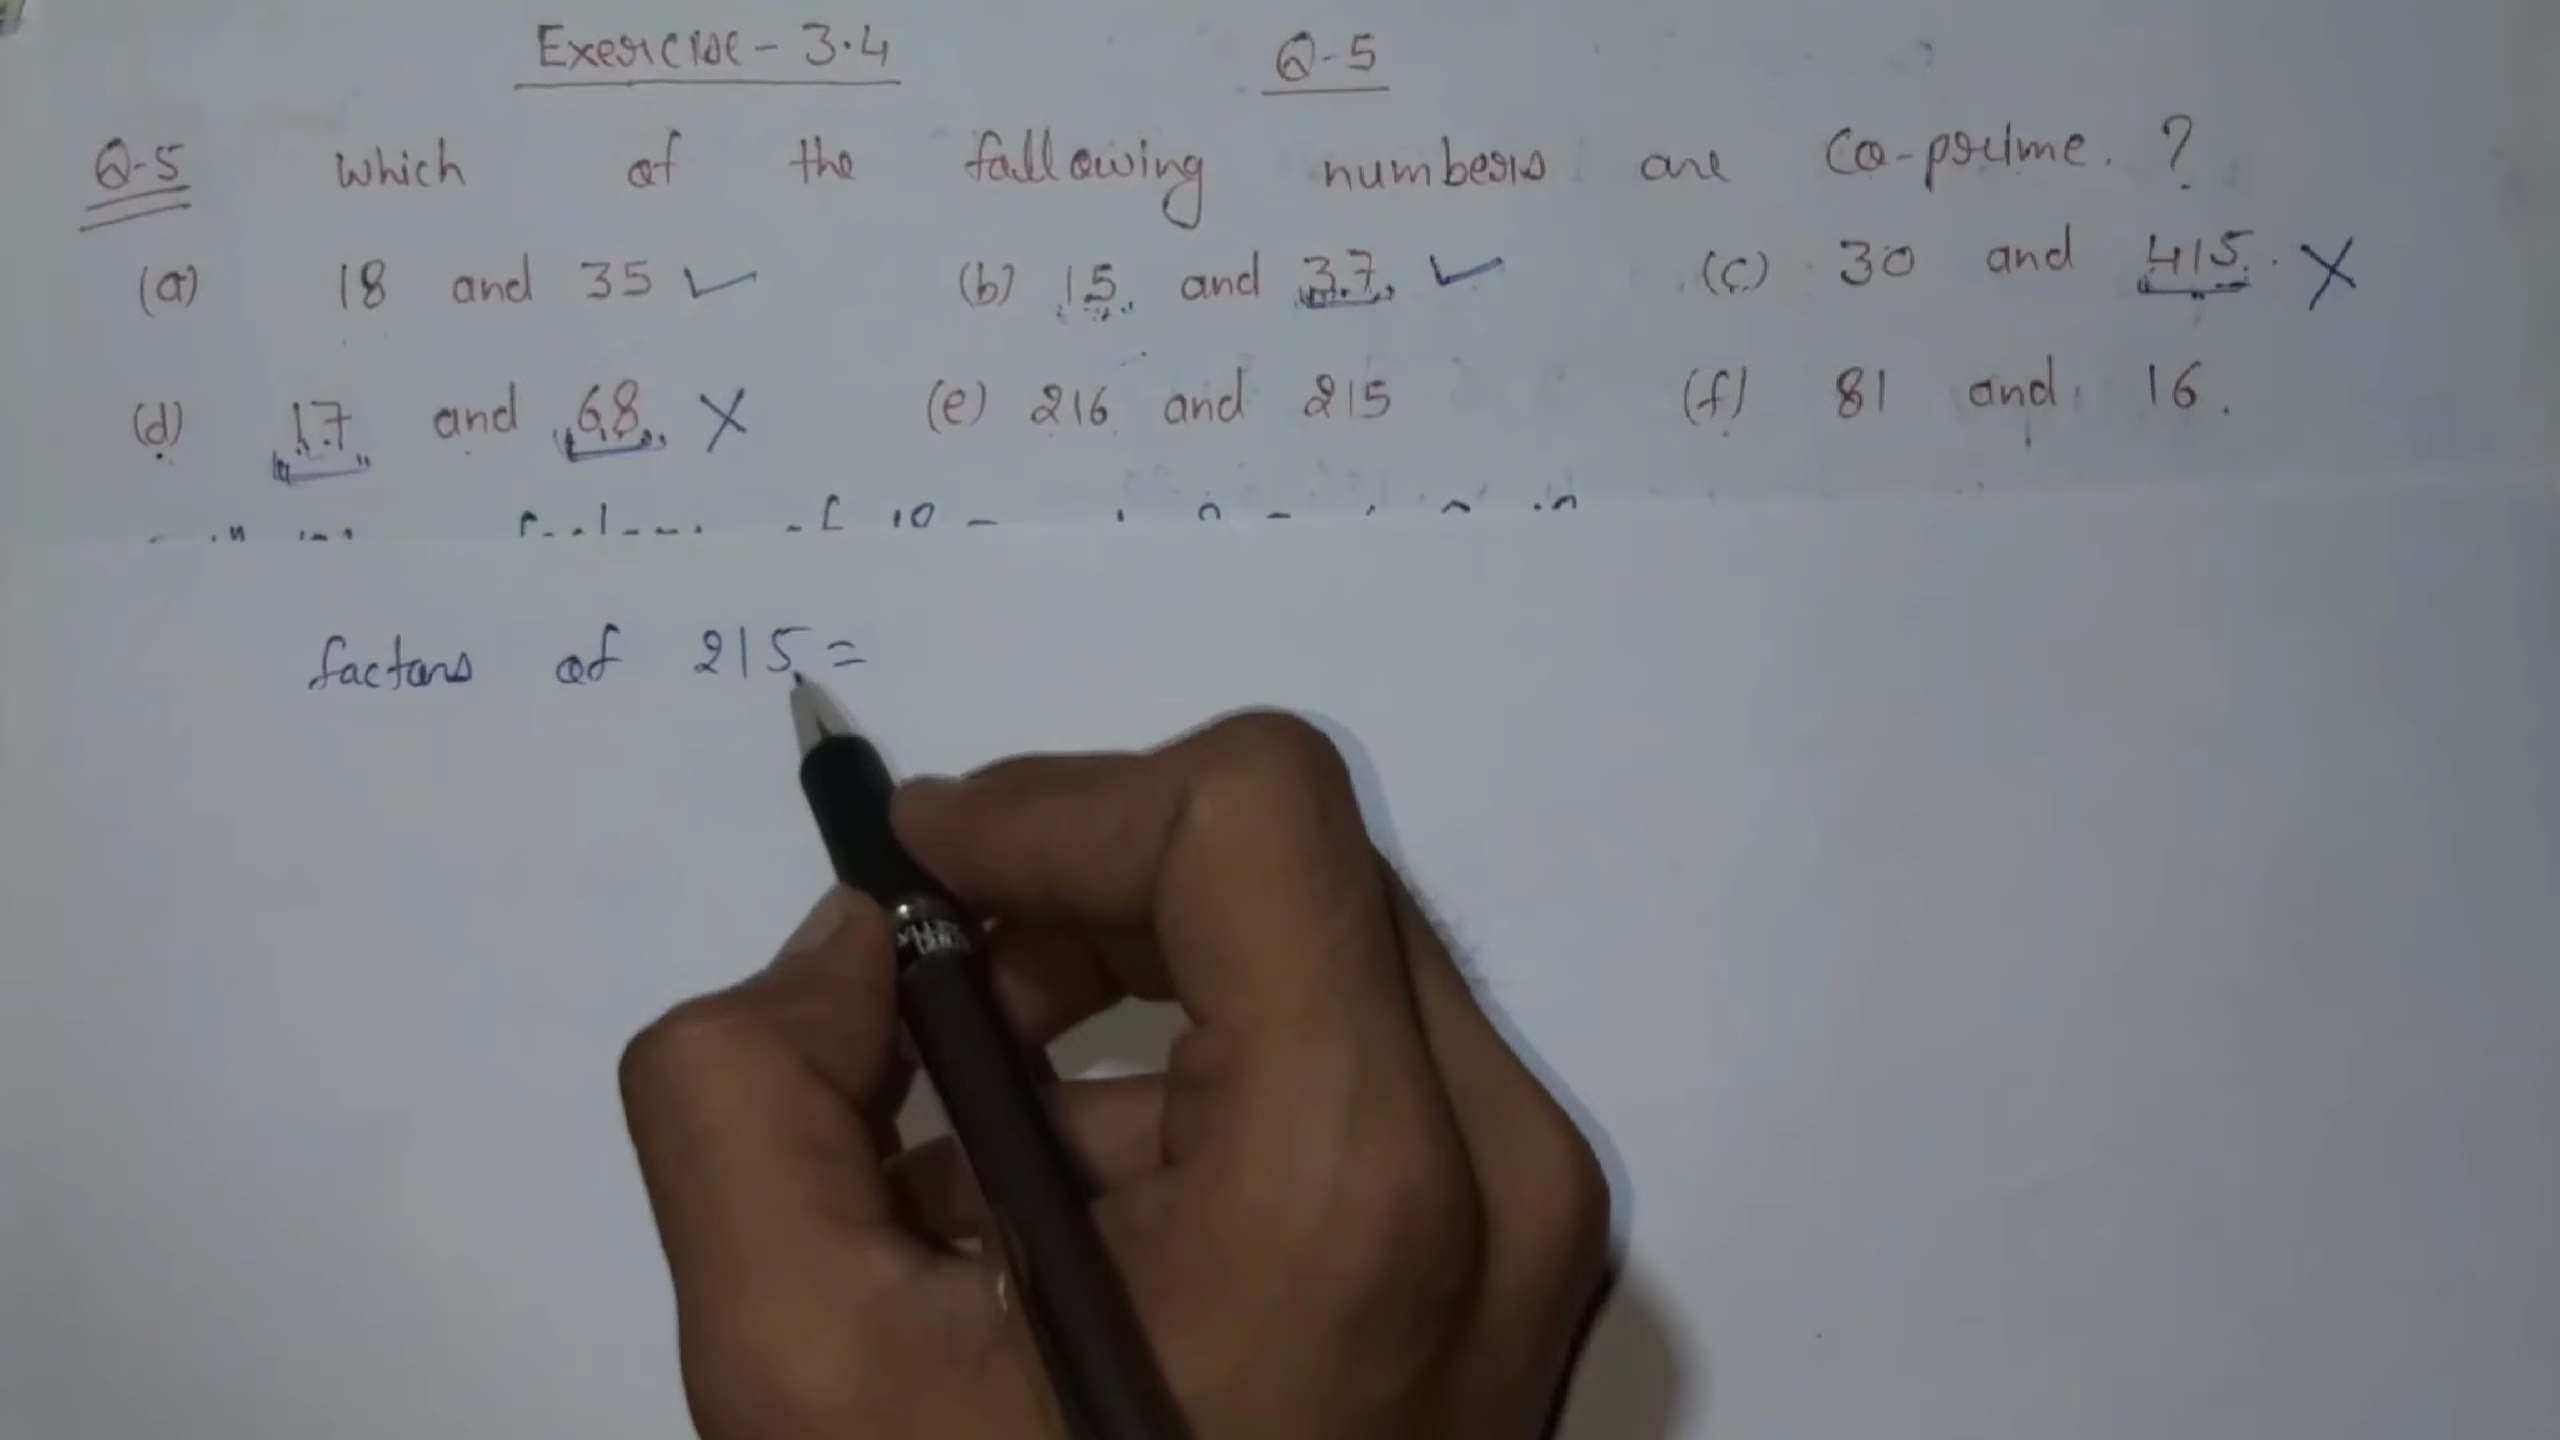 Exercise - 3.4 Q-5
Q-5 Which of the fallowing numbers are Co-prime. ?
(a) 18 and 35 ✓ (b) 15 and 37 ✓ (c) 30 and 415. X
(d) 17 and 68 X (e) 216 and 215 (f) 81 and 16.
factors of 215 =